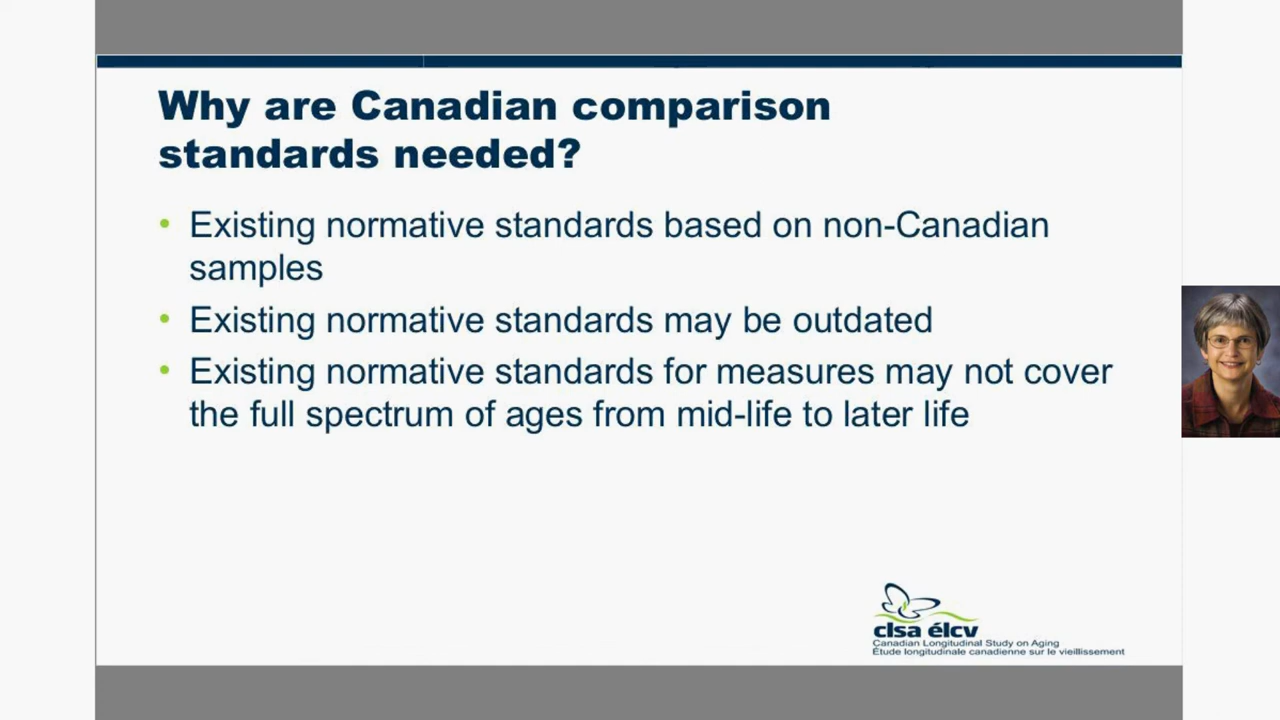 Why are Canadian comparison
standards needed?
• Existing normative standards based on non-Canadian
samples
• Existing normative standards may be outdated
• Existing normative standards for measures may not cover
the full spectrum of ages from mid-life to later life
clsa élcv
Canadian Longitudinal Study on Aging
Étude longitudinale canadienne sur le vieillissement